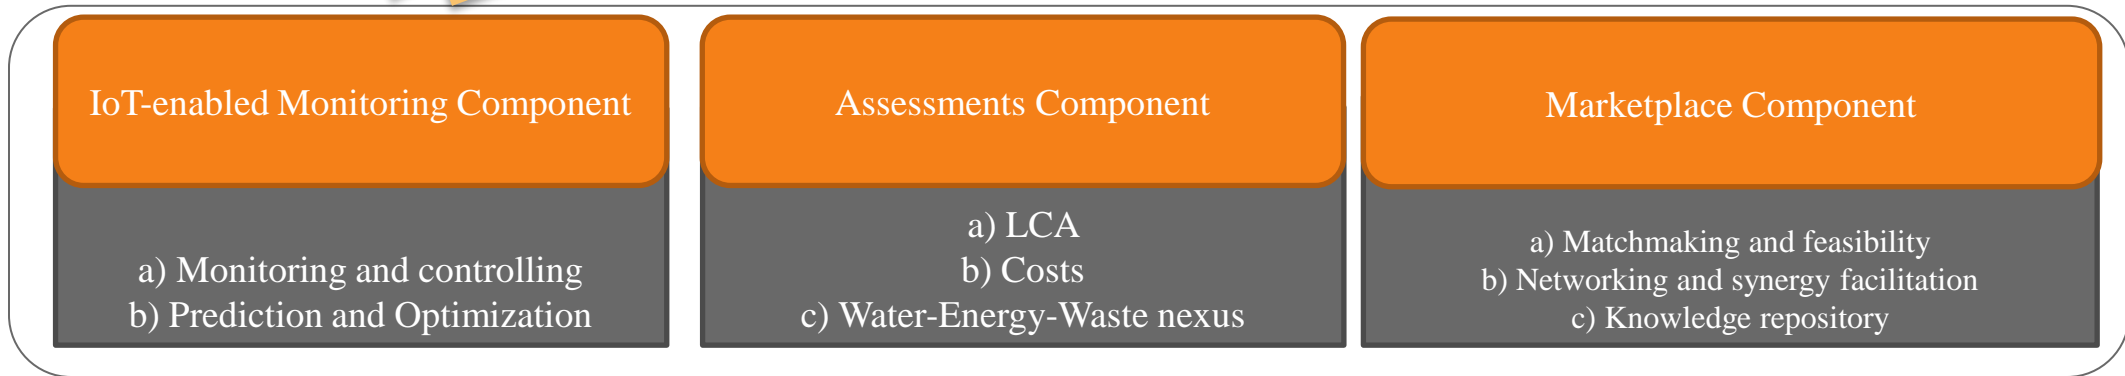 IoT-enabled Monitoring Component
a) Monitoring and controlling
b) Prediction and Optimization
Assessments Component
a) LCA
b) Costs
c) Water-Energy-Waste nexus
Marketplace Component
a) Matchmaking and feasibility
b) Networking and synergy facilitation
c) Knowledge repository